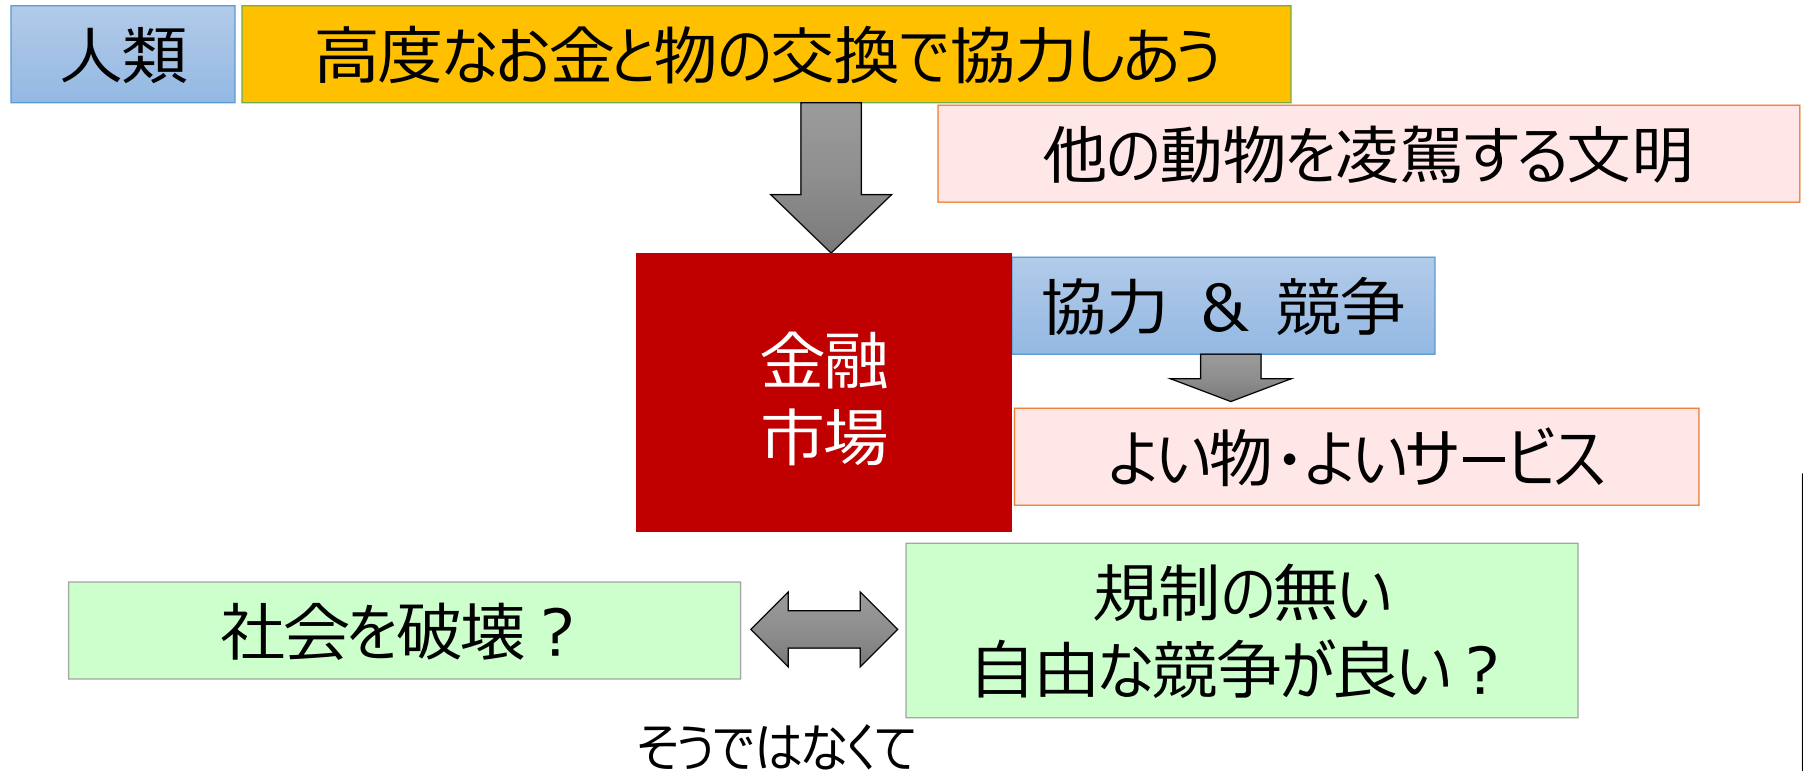 人類
高度なお金と物の交換で協力しあう
他の動物を凌駕する文明
金融
市場
協力 & 競争
よい物・よいサービス
社会を破壊？
規制の無い
自由な競争が良い？
そうではなくて